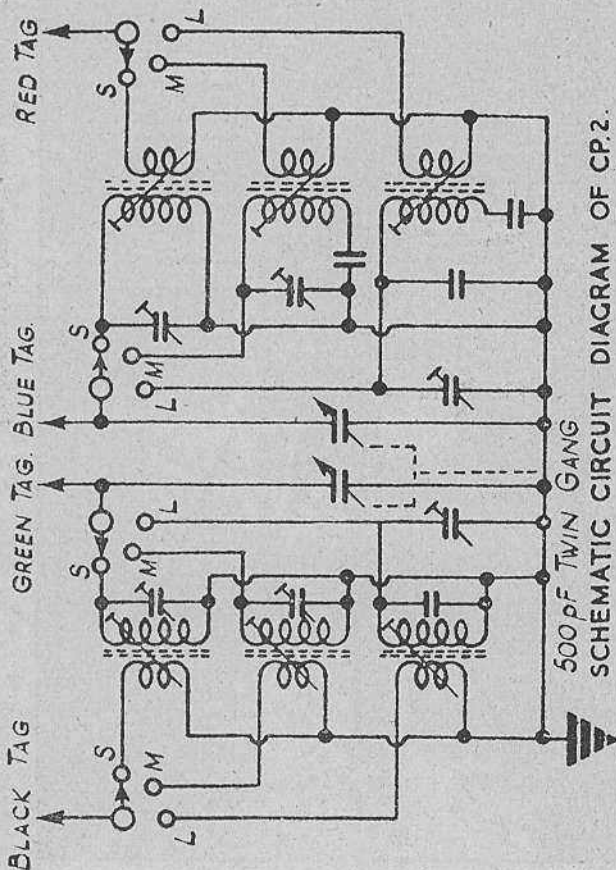 RED TAG
BLUE TAG.
GREEN TAG.
BLACK TAG
S
M
L
S
M
L
S
M
L
S
M
L
500pF TWIN GANG
SCHEMATIC CIRCUIT DIAGRAM OF CP.2.